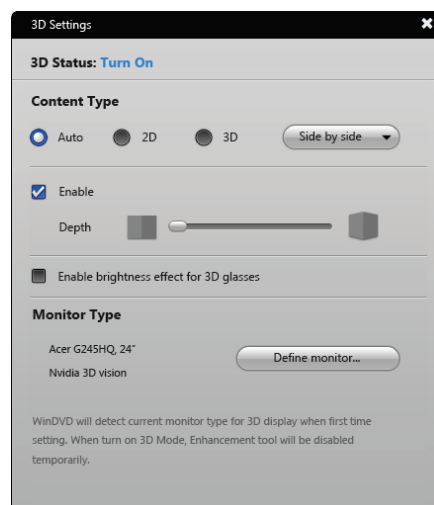 3D Settings
3D Status: Turn On
Content Type
Auto 2D 3D Side by side
Enable
Depth
Enable brightness effect for 3D glasses
Monitor Type
Acer G245HQ, 24"
Define monitor...
Nvidia 3D vision
WinDVD will detect current monitor type for 3D display when first time
setting. When turn on 3D Mode, Enhancement tool will be disabled
temporarily.